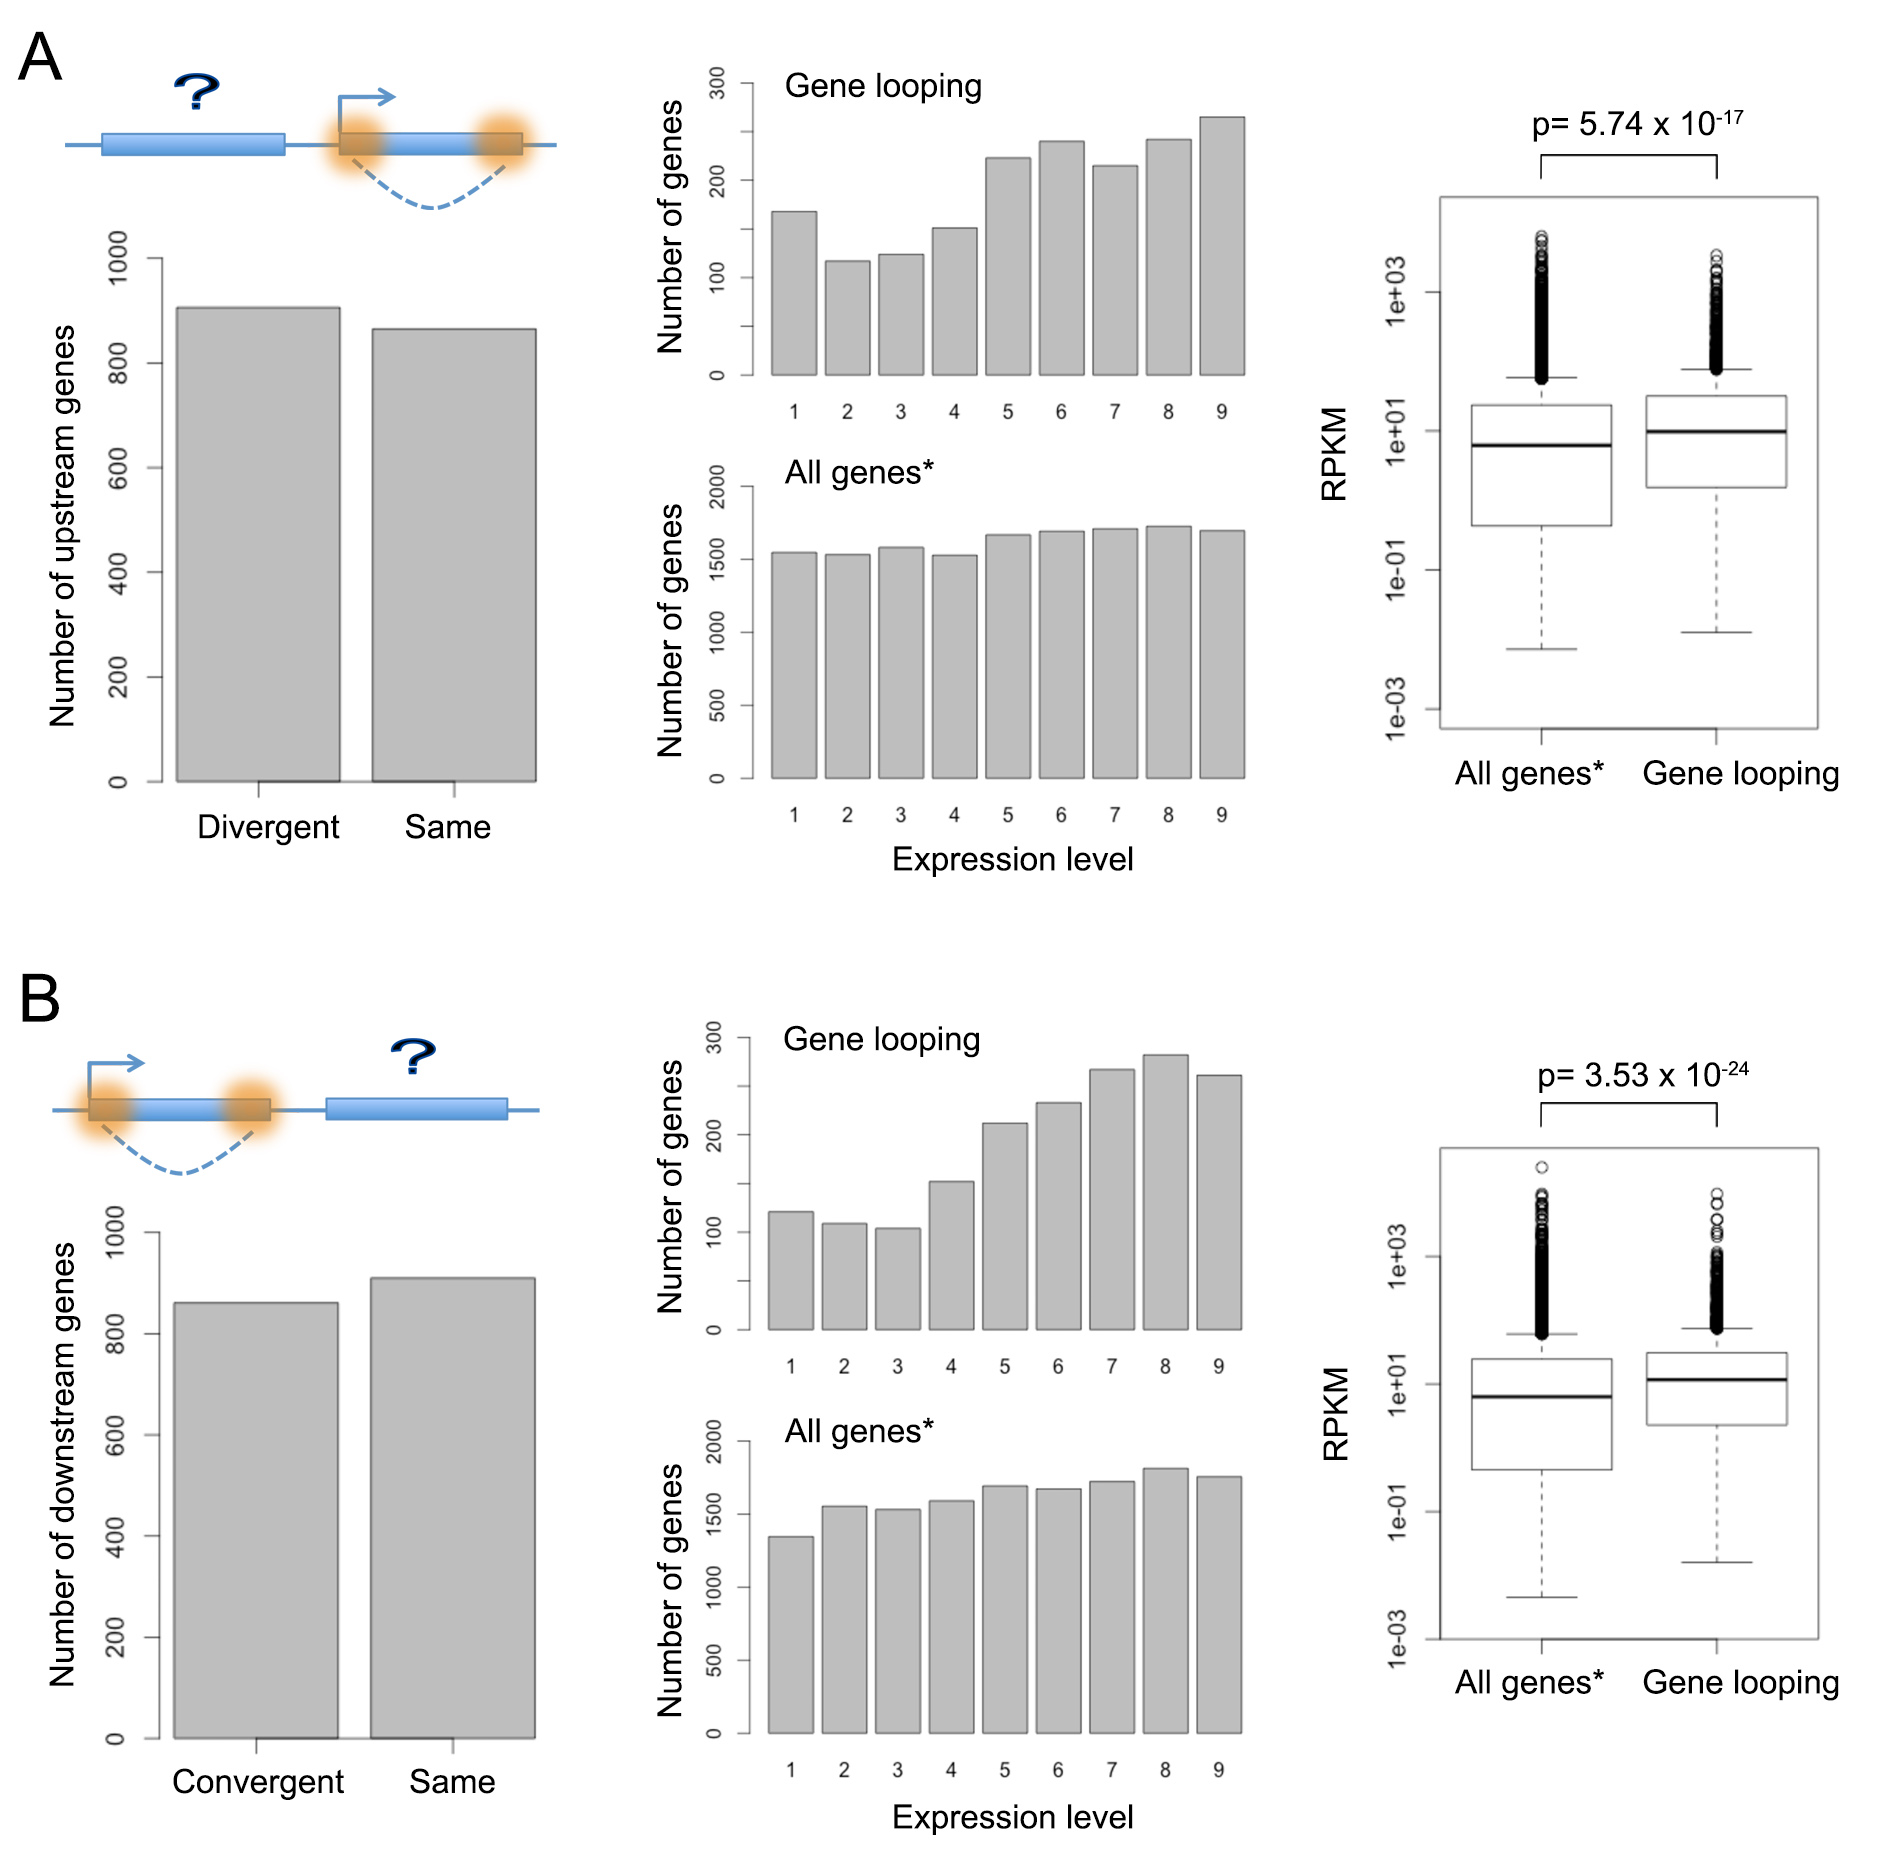 A
?
Number of upstream genes
0 200 400 600 800 1000
Divergent Same
Gene looping
Number of genes
0 100 200 300
1 2 3 4 5 6 7 8 9
All genes*
Number of genes
0 500 1000 1500 2000
1 2 3 4 5 6 7 8 9
Expression level
p= 5.74 x 10-17
RPKM
1e-03 1e-01 1e+01 1e+03
All genes* Gene looping
B
?
Number of downstream genes
0 200 400 600 800 1000
Convergent Same
Gene looping
Number of genes
0 100 200 300
1 2 3 4 5 6 7 8 9
All genes*
Number of genes
0 500 1000 1500 2000
1 2 3 4 5 6 7 8 9
Expression level
p= 3.53 x 10-24
RPKM
1e-03 1e-01 1e+01 1e+03
All genes* Gene looping